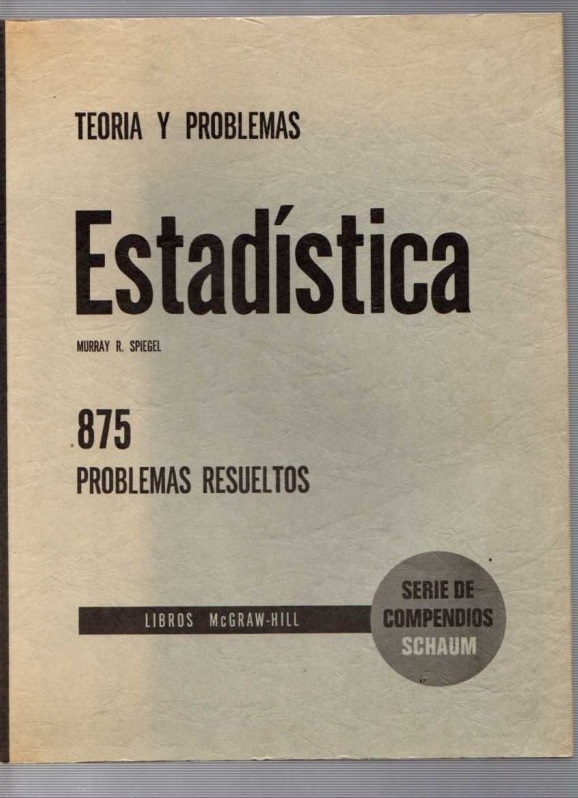 TEORIA Y PROBLEMAS
Estadística
MURRAY R. SPIEGEL
875
PROBLEMAS RESUELTOS
LIBROS McGRAW-HILL
SERIE DE
COMPENDIOS
SCHAUM